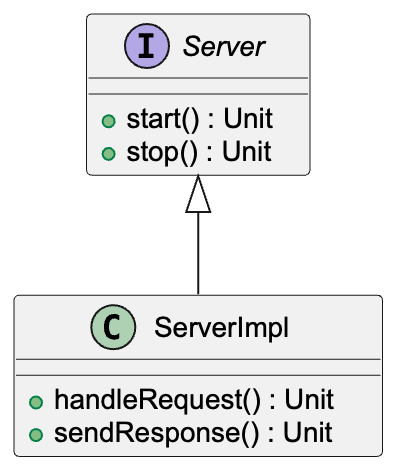 I Server
start() : Unit
stop() : Unit
C ServerImpl
handleRequest() : Unit
sendResponse() : Unit